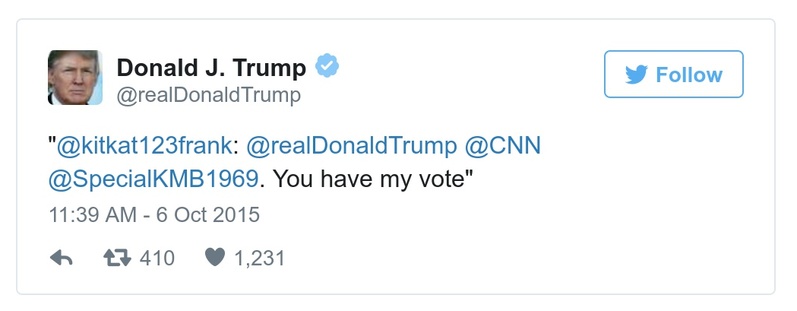 Donald J. Trump
@realDonaldTrump
Follow
"@kitkat123frank: @realDonaldTrump @CNN
@SpecialKMB1969. You have my vote"
11:39 AM - 6 Oct 2015
410 1,231